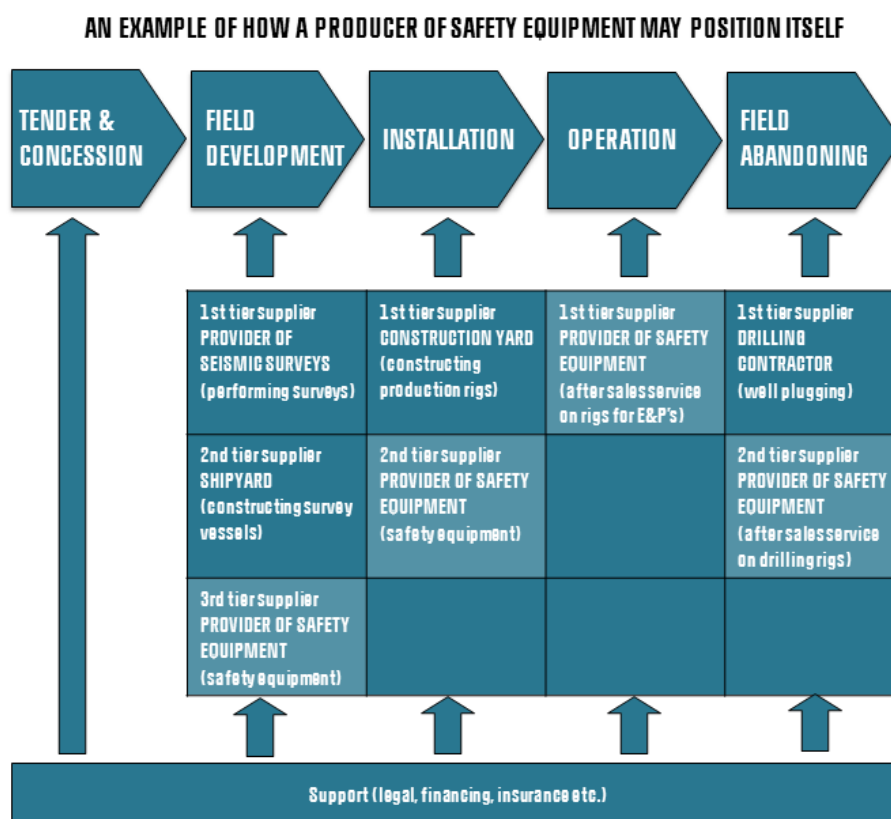 AN EXAMPLE OF HOW A PRODUCER OF SAFETY EQUIPMENT MAY POSITION ITSELF
TENDER &
CONCESSION
FIELD
DEVELOPMENT
INSTALLATION
OPERATION
FIELD
ABANDONING
1st tier supplier
PROVIDER OF
SEISMIC SURVEYS
(performing surveys)
1st tier supplier
CONSTRUCTION YARD
(constructing
production rigs)
1st tier supplier
PROVIDER OF SAFETY
EQUIPMENT
(after sales service
on rigs for E&P's)
1st tier supplier
DRILLING
CONTRACTOR
(well plugging)
2nd tier supplier
SHIPYARD
(constructing survey
vessels)
2nd tier supplier
PROVIDER OF SAFETY
EQUIPMENT
(safety equipment)
2nd tier supplier
PROVIDER OF SAFETY
EQUIPMENT
(after sales service
on drilling rigs)
3rd tier supplier
PROVIDER OF SAFETY
EQUIPMENT
(safety equipment)
Support (legal, financing, insurance etc.)